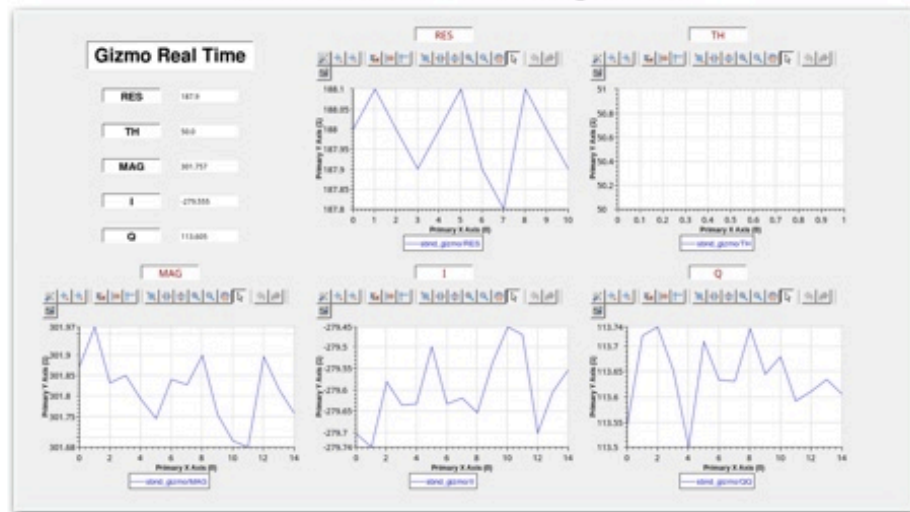 Gizmo Real Time
RES 187.9
TH 50.0
MAG 301.757
I -279.555
Q 113.605
RES
188.1
188.05
188
187.95
187.9
187.85
187.8
Primary Y Axis (S)
0 1 2 3 4 5 6 7 8 9 10
Primary X Axis (0)
TH
51
50.8
50.6
50.4
50.2
50
Primary Y Axis (S)
0 0.1 0.2 0.3 0.4 0.5 0.6 0.7 0.8 0.9 1
Primary X Axis (0)
MAG
301.97
301.9
301.85
301.8
301.75
301.68
Primary Y Axis (S)
0 2 4 6 8 10 12 14
Primary X Axis (0)
I
-279.45
-279.5
-279.55
-279.6
-279.65
-279.7
-279.74
Primary Y Axis (S)
0 2 4 6 8 10 12 14
Primary X Axis (0)
Q
113.74
113.7
113.65
113.6
113.55
113.5
Primary Y Axis (S)
0 2 4 6 8 10 12 14
Primary X Axis (0)